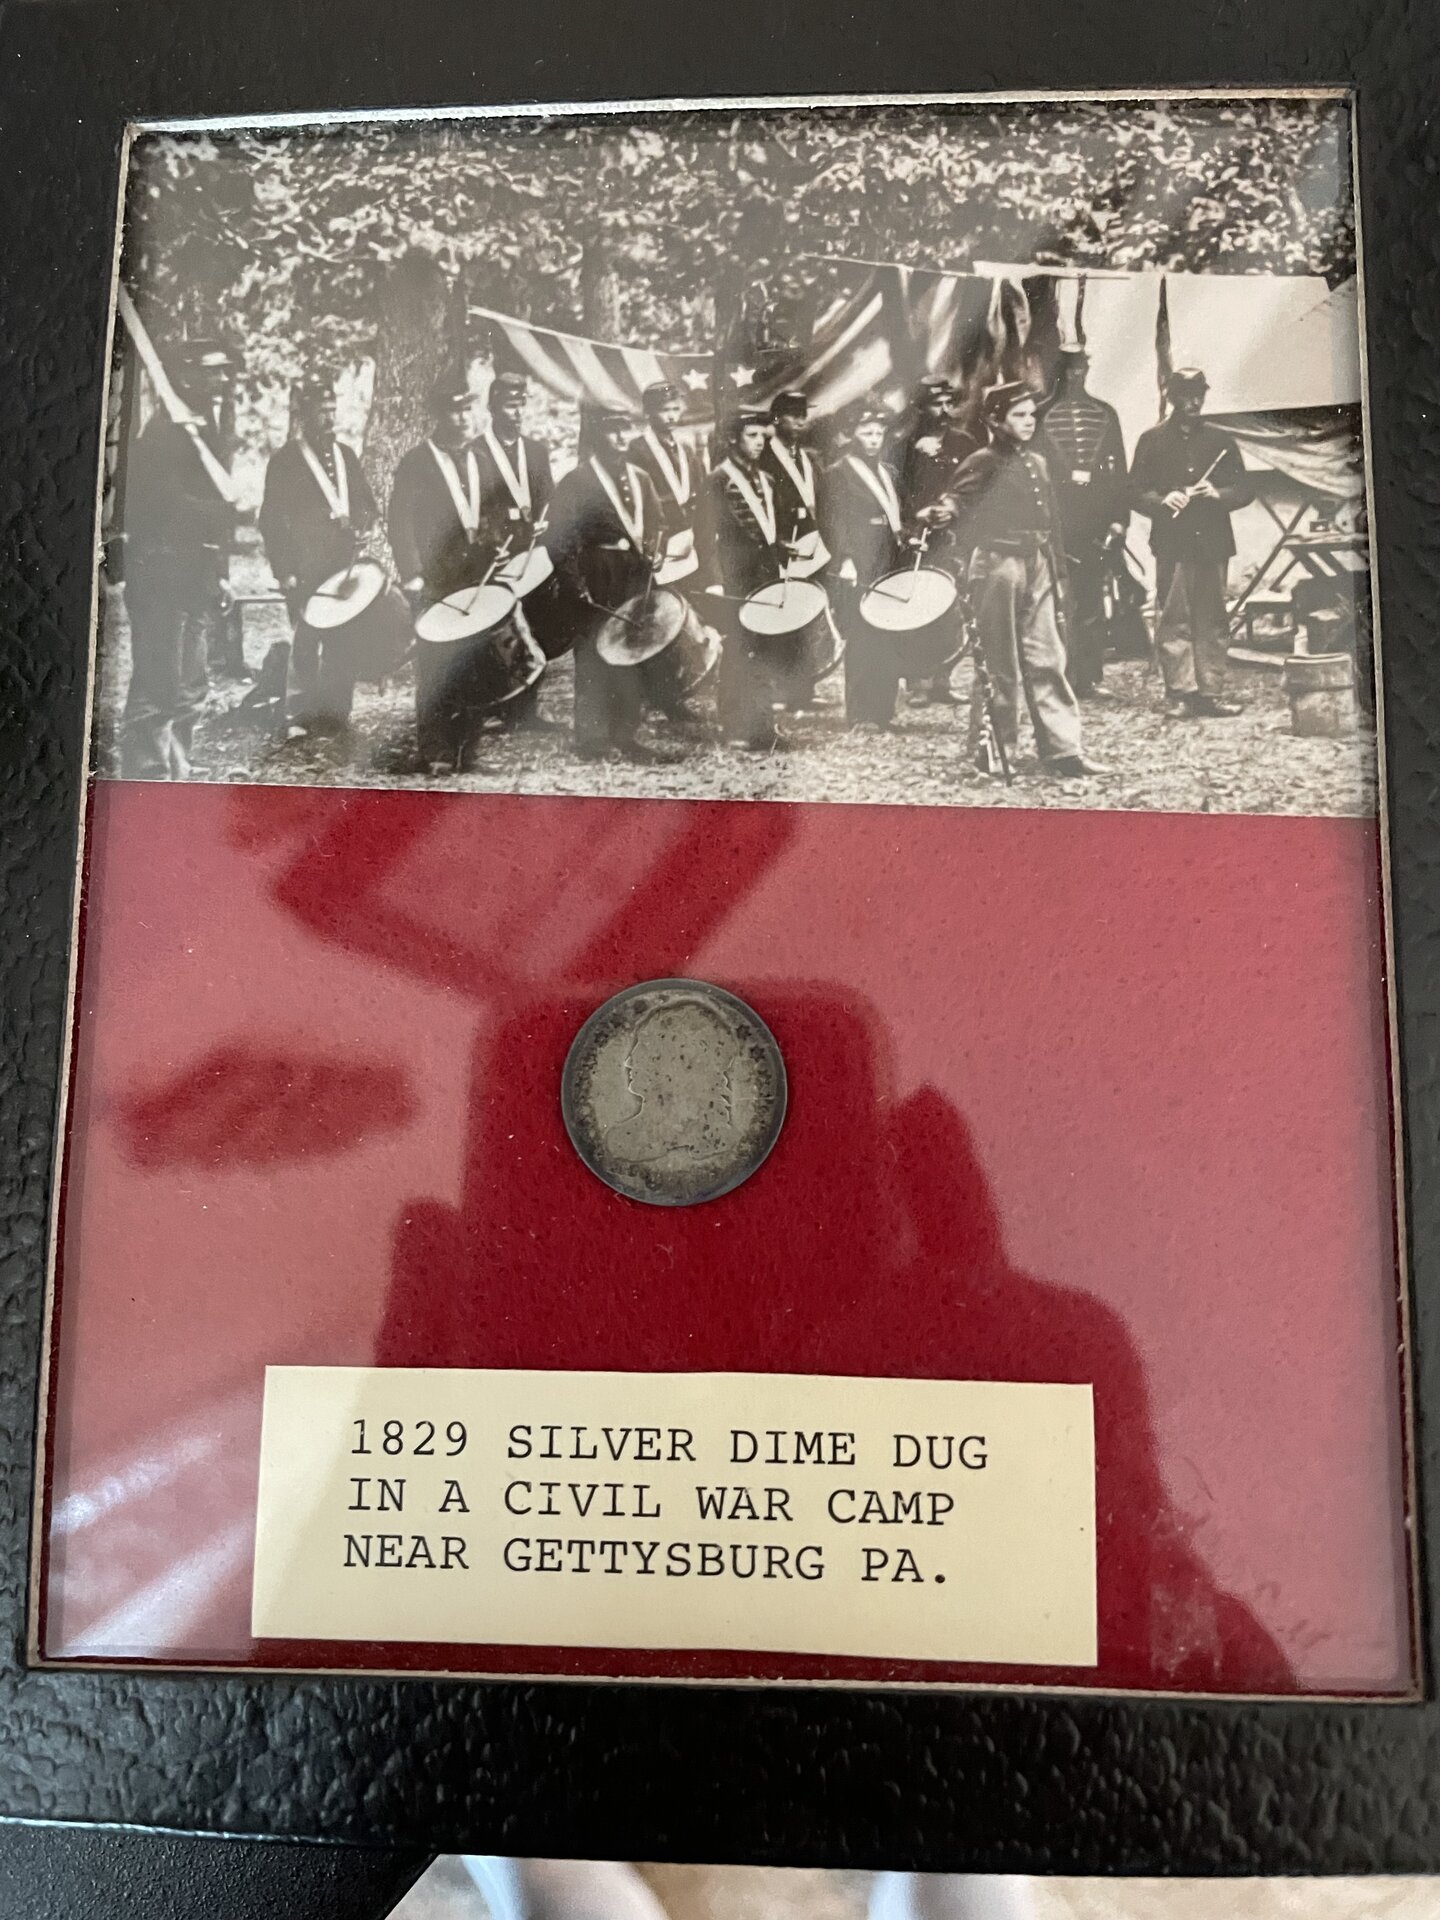 1829 SILVER DIME DUG
IN A CIVIL WAR CAMP
NEAR GETTYSBURG PA.